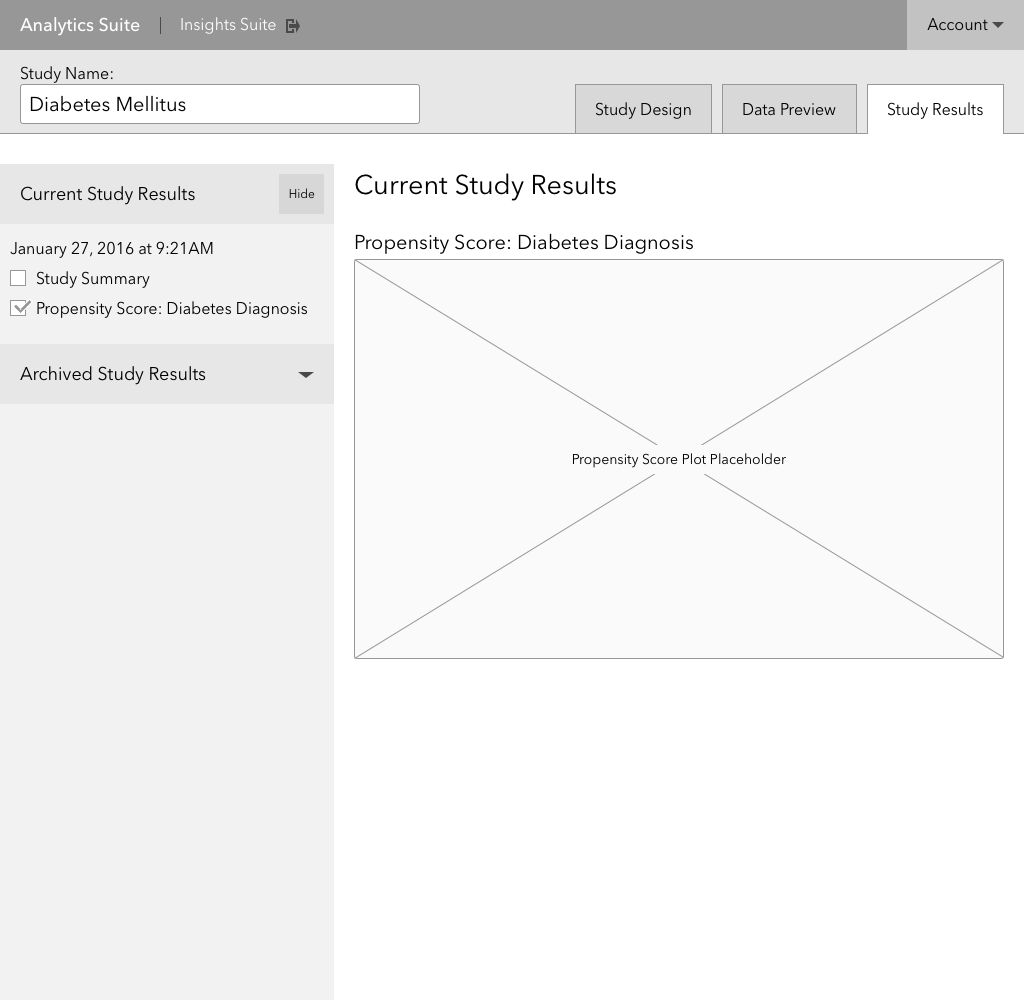 Analytics Suite | Insights Suite
Account
Study Name:
Diabetes Mellitus
Study Design
Data Preview
Study Results
Current Study Results
Hide
January 27, 2016 at 9:21AM
Study Summary
Propensity Score: Diabetes Diagnosis
Archived Study Results
Current Study Results
Propensity Score: Diabetes Diagnosis
Propensity Score Plot Placeholder